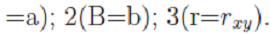 =a); 2(B=b); 3(r=r_{xy}).